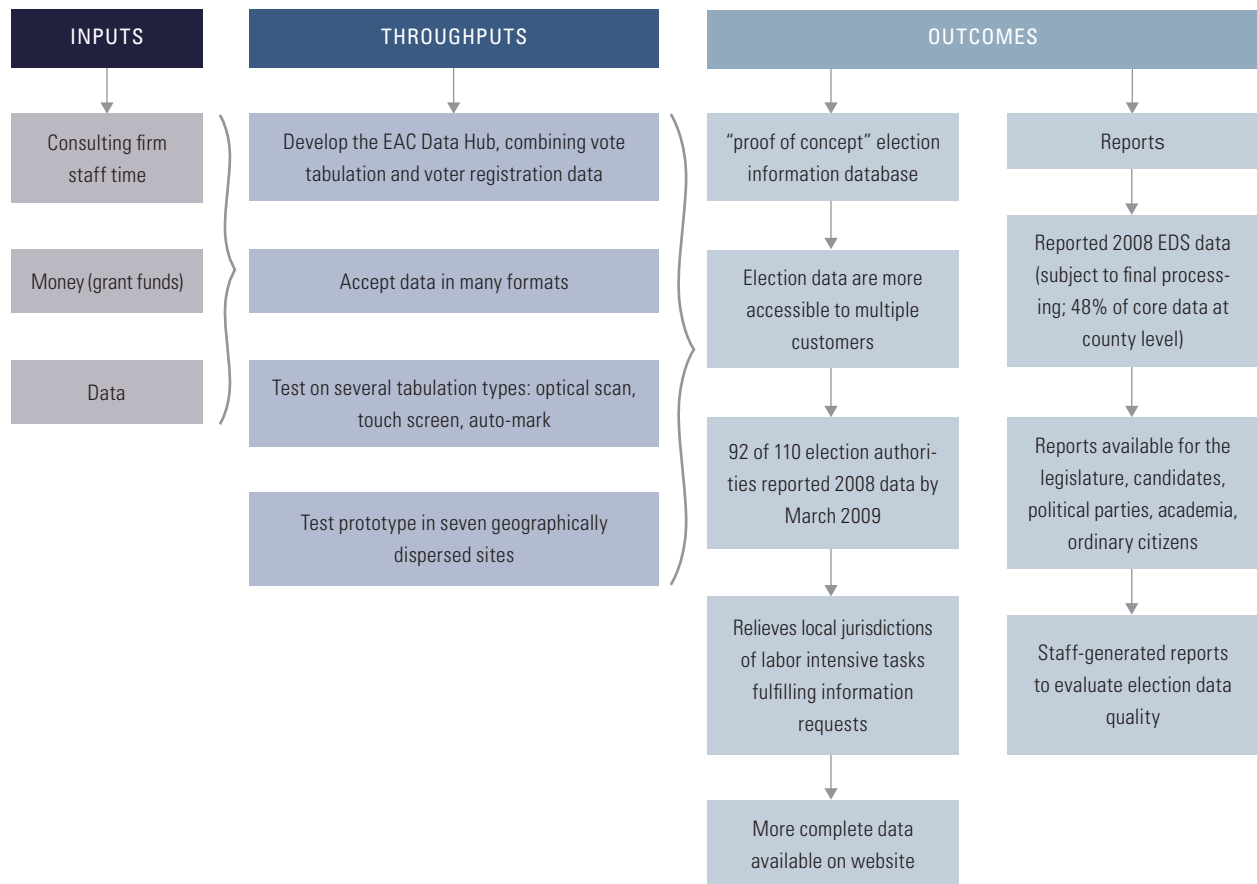 INPUTS
Consulting firm
staff time
Money (grant funds)
Data
THROUGHPUTS
Develop the EAC Data Hub, combining vote
tabulation and voter registration data
Accept data in many formats
Test on several tabulation types: optical scan,
touch screen, auto-mark
Test prototype in seven geographically
dispersed sites
OUTCOMES
“proof of concept” election
information database
Election data are more
accessible to multiple
customers
92 of 110 election authori-
ties reported 2008 data by
March 2009
Relieves local jurisdictions
of labor intensive tasks
fulfilling information
requests
More complete data
available on website
Reports
Reported 2008 EDS data
(subject to final process-
ing; 48% of core data at
county level)
Reports available for the
legislature, candidates,
political parties, academia,
ordinary citizens
Staff-generated reports
to evaluate election data
quality